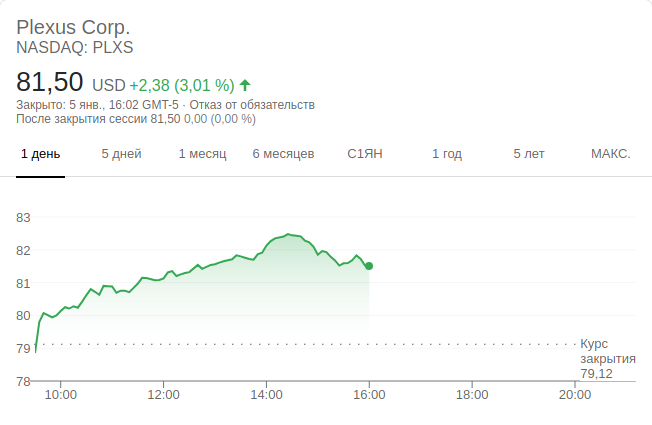 Plexus Corp.
NASDAQ: PLXS
81,50 USD +2,38 (3,01 %)
Закрыто: 5 янв., 16:02 GMT-5 · Отказ от обязательств
После закрытия сессии 81,50 0,00 (0,00 %)
1 день 5 дней 1 месяц 6 месяцев С1ЯН 1 год 5 лет МАКС.
83
82
81
80
79
Курс
закрытия
79,12
78
10:00 12:00 14:00 16:00 18:00 20:00